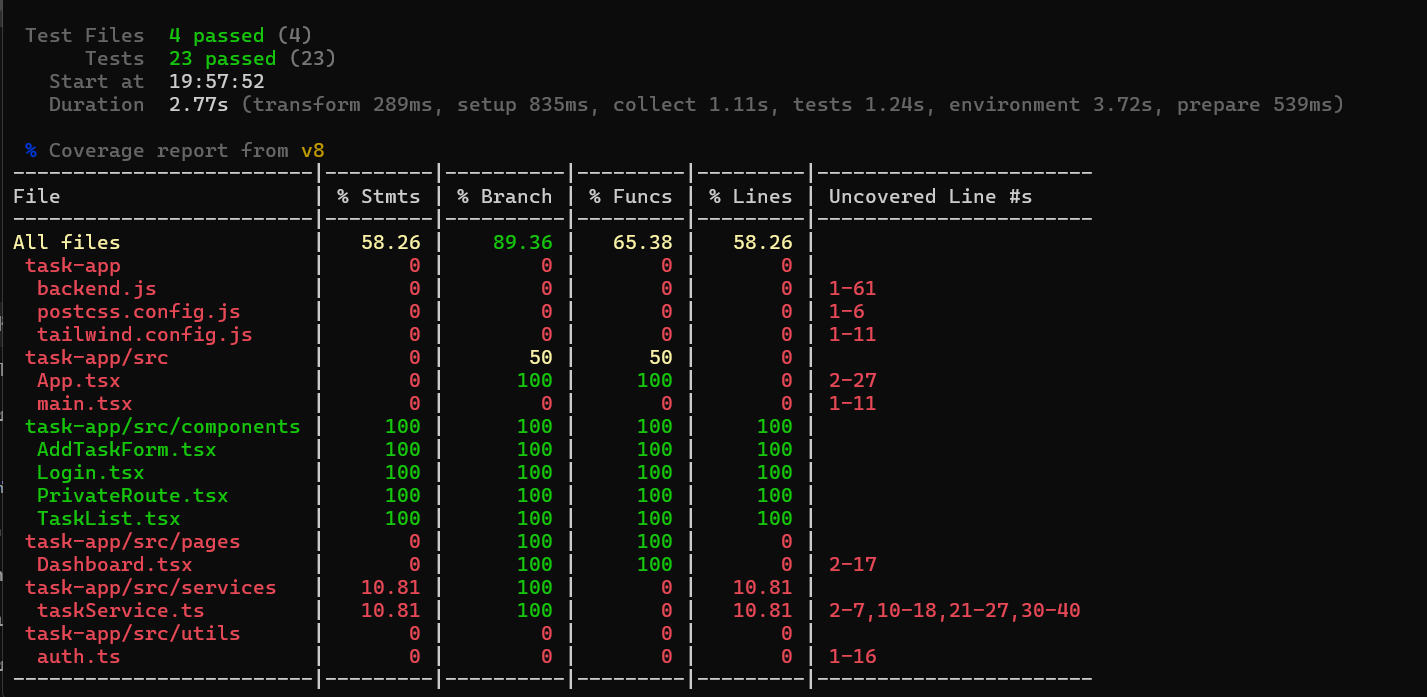 Test Files  4 passed (4)
Tests  23 passed (23)
Start at  19:57:52
Duration  2.77s (transform 289ms, setup 835ms, collect 1.11s, tests 1.24s, environment 3.72s, prepare 539ms)
% Coverage report from v8
-------------------------|---------|----------|---------|---------|-----------------------
File                     | % Stmts | % Branch | % Funcs | % Lines | Uncovered Line #s
-------------------------|---------|----------|---------|---------|-----------------------
All files                |   58.26 |    89.36 |   65.38 |   58.26 |
 task-app                |       0 |        0 |       0 |       0 |
  backend.js             |       0 |        0 |       0 |       0 | 1-61
  postcss.config.js      |       0 |        0 |       0 |       0 | 1-6
  tailwind.config.js     |       0 |        0 |       0 |       0 | 1-11
 task-app/src            |       0 |       50 |      50 |       0 |
  App.tsx                |       0 |      100 |     100 |       0 | 2-27
  main.tsx               |       0 |        0 |       0 |       0 | 1-11
 task-app/src/components |     100 |      100 |     100 |     100 |
  AddTaskForm.tsx        |     100 |      100 |     100 |     100 |
  Login.tsx              |     100 |      100 |     100 |     100 |
  PrivateRoute.tsx       |     100 |      100 |     100 |     100 |
  TaskList.tsx           |     100 |      100 |     100 |     100 |
 task-app/src/pages      |       0 |      100 |     100 |       0 |
  Dashboard.tsx          |       0 |      100 |     100 |       0 | 2-17
 task-app/src/services   |   10.81 |      100 |       0 |   10.81 |
  taskService.ts         |   10.81 |      100 |       0 |   10.81 | 2-7,10-18,21-27,30-40
 task-app/src/utils      |       0 |        0 |       0 |       0 |
  auth.ts                |       0 |        0 |       0 |       0 | 1-16
-------------------------|---------|----------|---------|---------|-----------------------